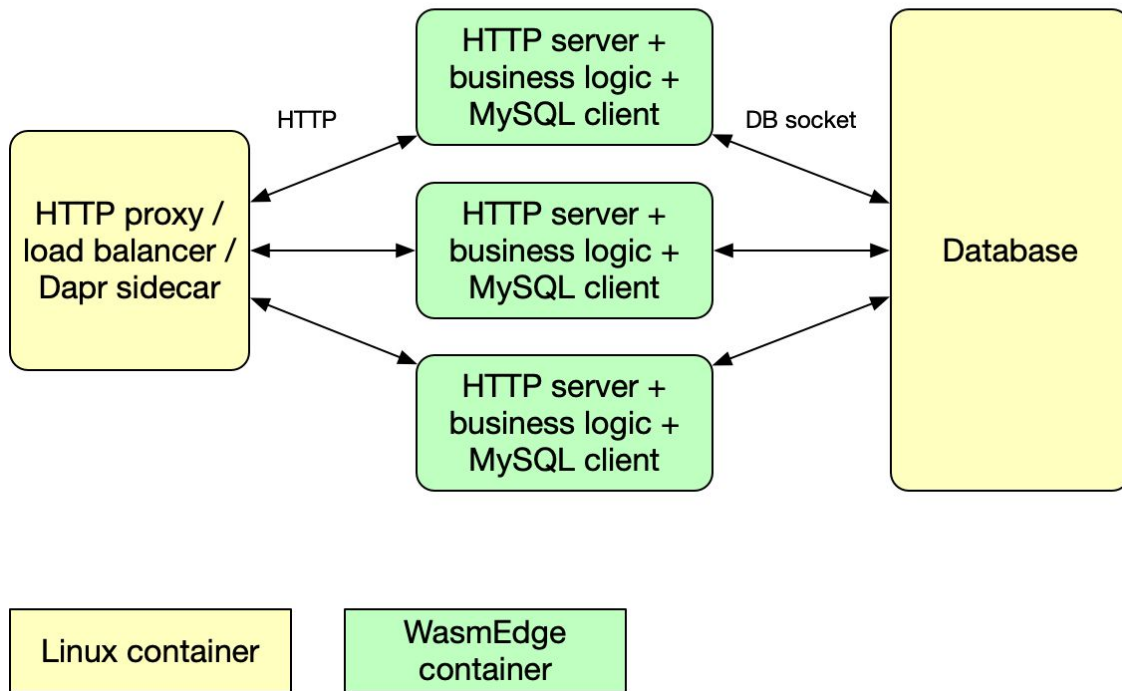 HTTP proxy /
load balancer /
Dapr sidecar
HTTP
HTTP server +
business logic +
MySQL client
HTTP server +
business logic +
MySQL client
HTTP server +
business logic +
MySQL client
DB socket
Database
Linux container
WasmEdge
container